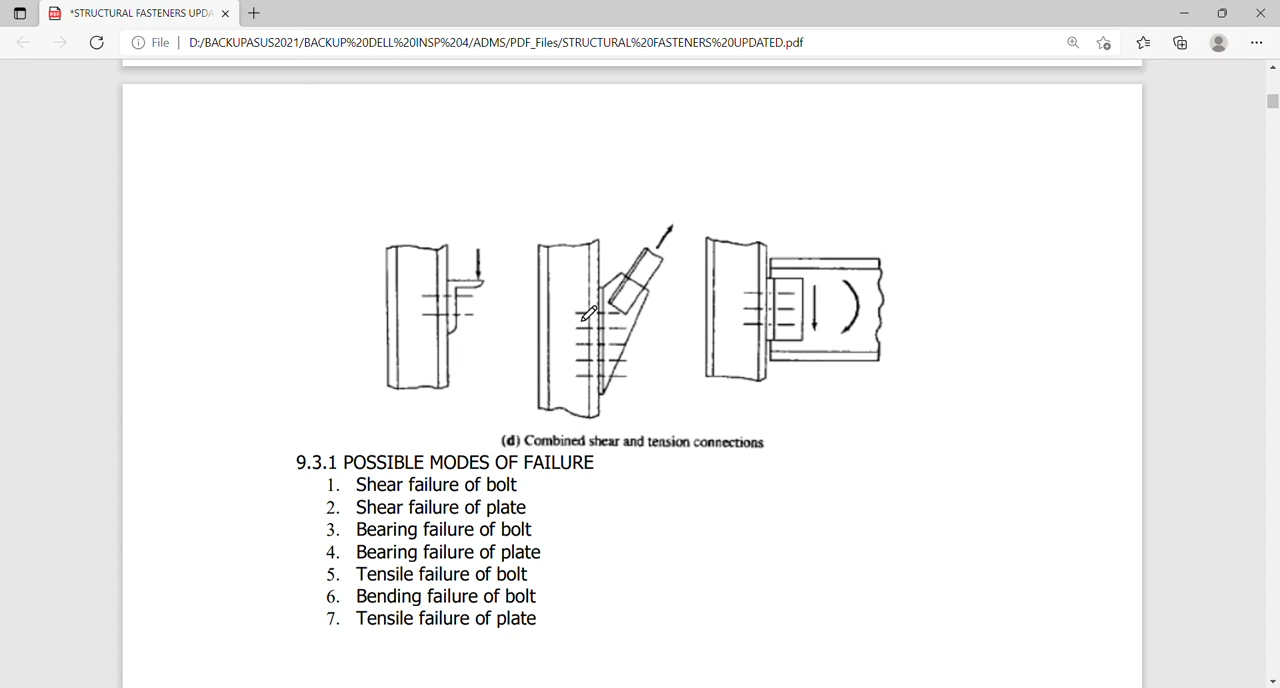 *STRUCTURAL FASTENERS UPDA
File
D:/BACKUPASUS2021/BACKUP%20DELL%20INSP%204/ADMS/PDF_Files/STRUCTURAL%20FASTENERS%20UPDATED.pdf
(d) Combined shear and tension connections
9.3.1 POSSIBLE MODES OF FAILURE
1. Shear failure of bolt
2. Shear failure of plate
3. Bearing failure of bolt
4. Bearing failure of plate
5. Tensile failure of bolt
6. Bending failure of bolt
7. Tensile failure of plate